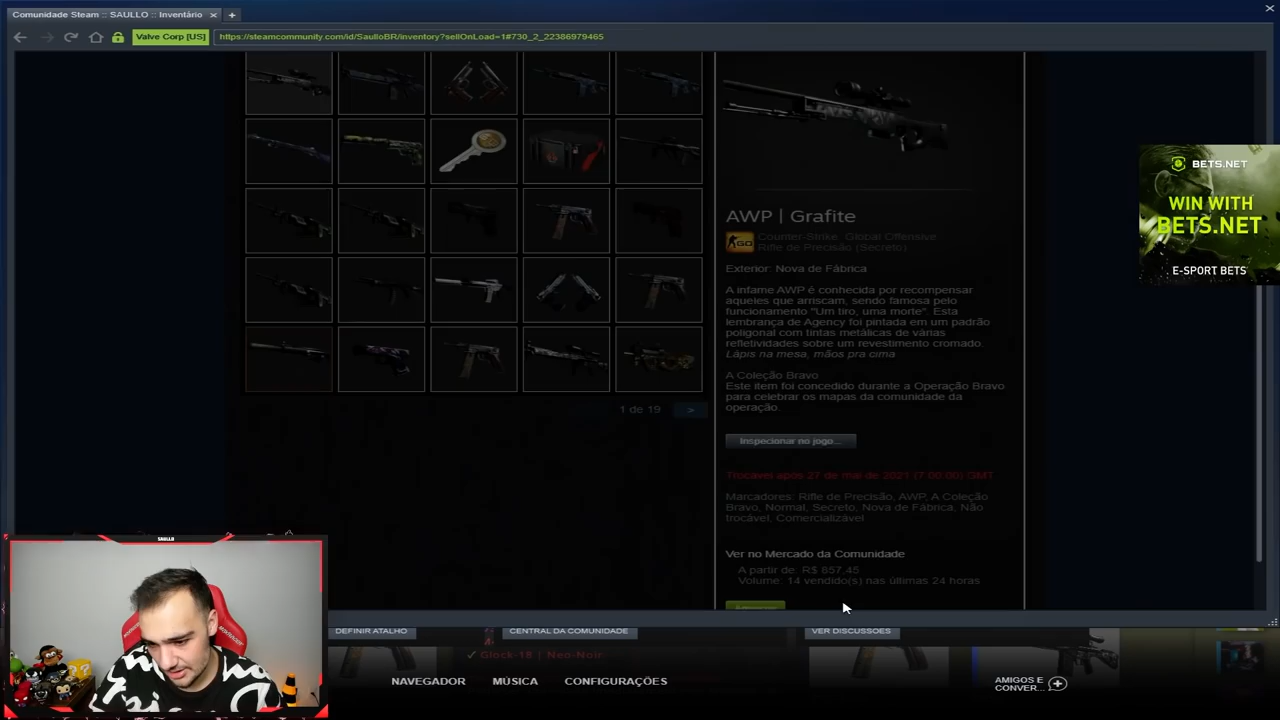 Comunidade Steam :: SAULLO :: Inventário
Valve Corp [US]
https://steamcommunity.com/id/SaulloBR/inventory?sellOnLoad=1#730_2_22386979465
AWP | Grafite
Counter-Strike: Global Offensive
Rifle de Precisão (Secreto)
Exterior: Nova de Fábrica
A infame AWP é conhecida por recompensar
aqueles que arriscam, sendo famosa pelo
funcionamento "Um tiro, uma morte". Esta
lembrança de Agency foi pintada em um padrão
poligonal com tintas metálicas de várias
refletividades sobre um revestimento cromado.
Lápis na mesa, mãos pra cima
A Coleção Bravo
Este item foi concedido durante a Operação Bravo
para celebrar os mapas da comunidade da
operação.
1 de 19 >
Inspecionar no jogo...
Trocável após 27 de mai de 2021 (7:00:00) GMT
Marcadores: Rifle de Precisão, AWP, A Coleção
Bravo, Normal, Secreto, Nova de Fábrica, Não
trocável, Comercializável
Ver no Mercado da Comunidade
A partir de: R$ 857,45
Volume: 14 vendido(s) nas últimas 24 horas
BETS.NET
WIN WITH
BETS.NET
E-SPORT BETS
SAULLO
DEFINIR ATALHO
CENTRAL DA COMUNIDADE
VER DISCUSSÕES
Glock-18 | Neo-Noir
NAVEGADOR
MÚSICA
CONFIGURAÇÕES
AMIGOS E
CONVER...